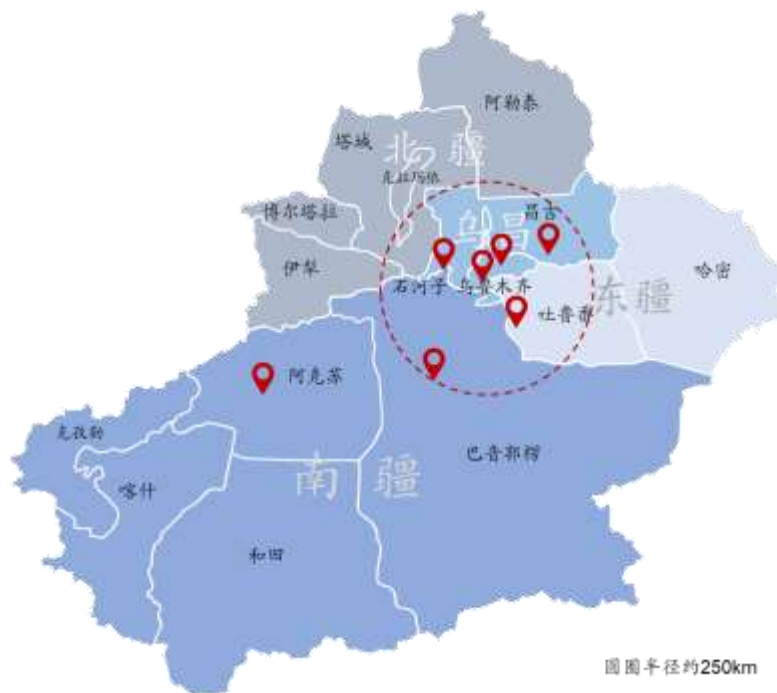 阿勒泰
塔城
北疆
克拉玛依
博尔塔拉
昌吉
乌昌
伊犁
哈密
石河子
乌鲁木齐
吐鲁番
东疆
阿克苏
克孜勒
巴音郭楞
喀什
南疆
和田
圆圈半径约250km